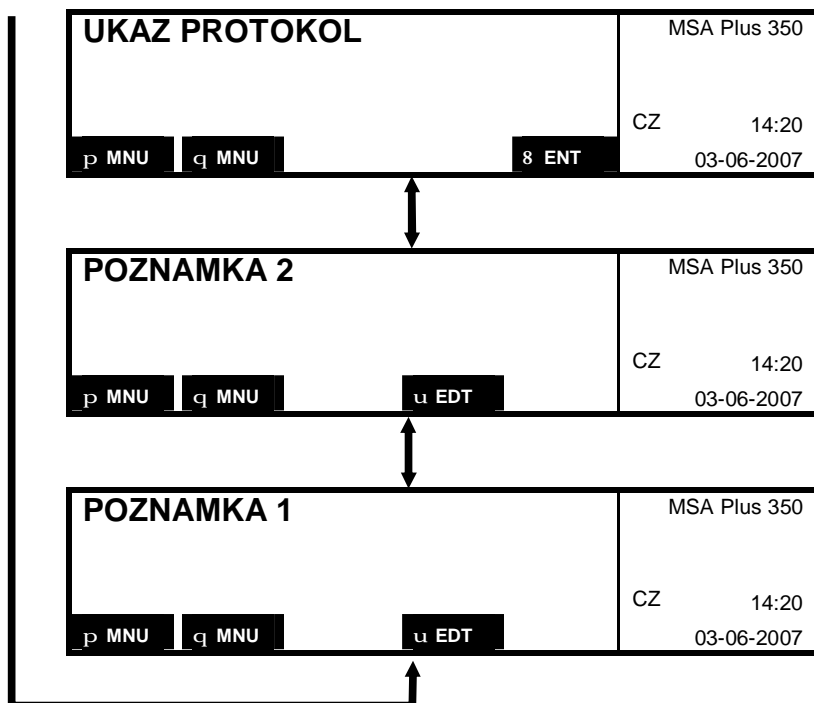 UKAZ PROTOKOL
MSA Plus 350
CZ 14:20
p MNU q MNU 8 ENT 03-06-2007
POZNAMKA 2
MSA Plus 350
CZ 14:20
p MNU q MNU u EDT 03-06-2007
POZNAMKA 1
MSA Plus 350
CZ 14:20
p MNU q MNU u EDT 03-06-2007